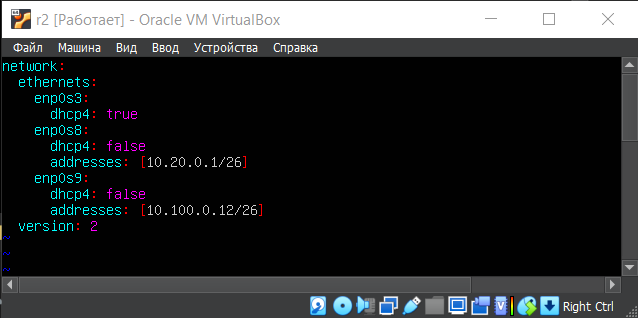 r2 [Работает] - Oracle VM VirtualBox
Файл Машина Вид Ввод Устройства Справка
network:
  ethernets:
    enp0s3:
      dhcp4: true
    enp0s8:
      dhcp4: false
      addresses: [10.20.0.1/26]
    enp0s9:
      dhcp4: false
      addresses: [10.100.0.12/26]
  version: 2
~
~
~
Right Ctrl